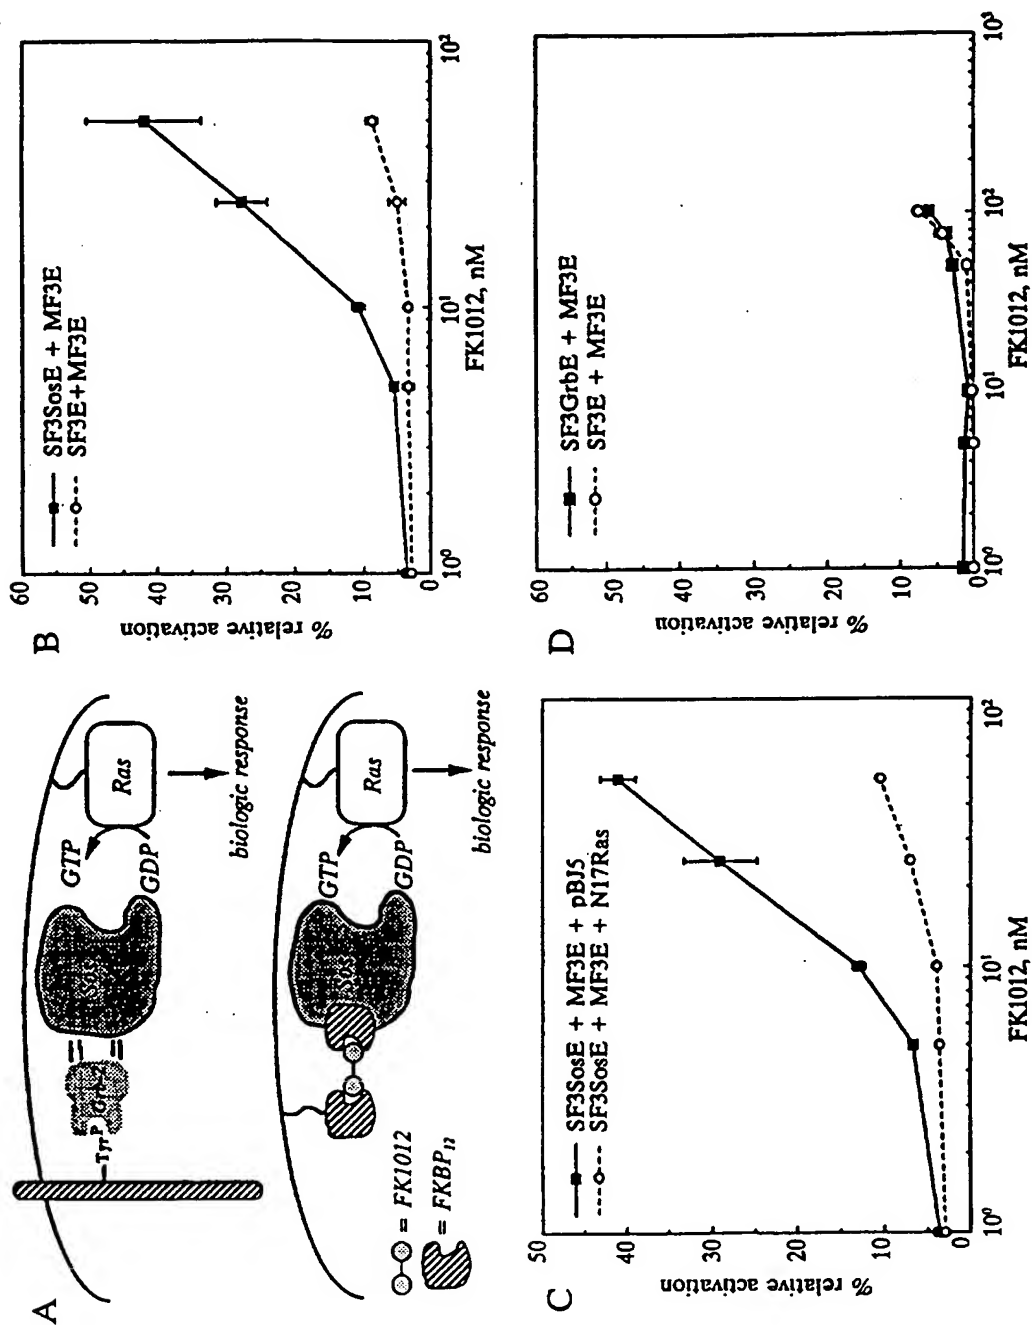 A
Tyr P
Grb-2
Sos
GTP
GDP
Ras
biologic response
Sos
GTP
GDP
Ras
biologic response
= FK1012
= FKBP₁₂
B
% relative activation
60
50
40
30
20
10
0
SF3SosE + MF3E
SF3E+MF3E
10⁰
10¹
10²
FK1012, nM
C
% relative activation
50
40
30
20
10
0
SF3SosE + MF3E + pBJ5
SF3SosE + MF3E + N17Ras
10⁰
10¹
10²
FK1012, nM
D
% relative activation
60
50
40
30
20
10
0
SF3GrbE + MF3E
SF3E + MF3E
10⁰
10¹
10²
10³
FK1012, nM